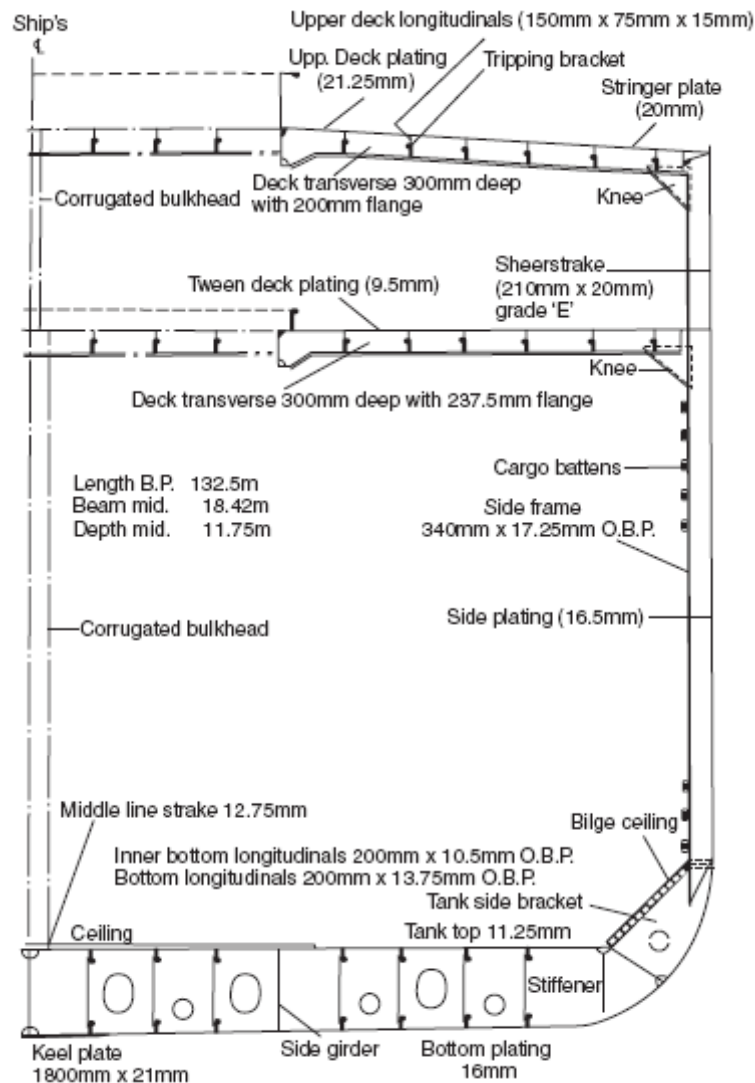 Ship's
℄
Upper deck longitudinals (150mm x 75mm x 15mm)
Upp. Deck plating
(21.25mm)
Tripping bracket
Stringer plate
(20mm)
Corrugated bulkhead
Deck transverse 300mm deep
with 200mm flange
Knee
Sheerstrake
(210mm x 20mm)
grade 'E'
Tween deck plating (9.5mm)
Knee
Deck transverse 300mm deep with 237.5mm flange
Length B.P. 132.5m
Beam mid. 18.42m
Depth mid. 11.75m
Cargo battens
Side frame
340mm x 17.25mm O.B.P.
Corrugated bulkhead
Side plating (16.5mm)
Middle line strake 12.75mm
Bilge ceiling
Inner bottom longitudinals 200mm x 10.5mm O.B.P.
Bottom longitudinals 200mm x 13.75mm O.B.P.
Tank side bracket
Ceiling
Tank top 11.25mm
Stiffener
Keel plate
1800mm x 21mm
Side girder
Bottom plating
16mm